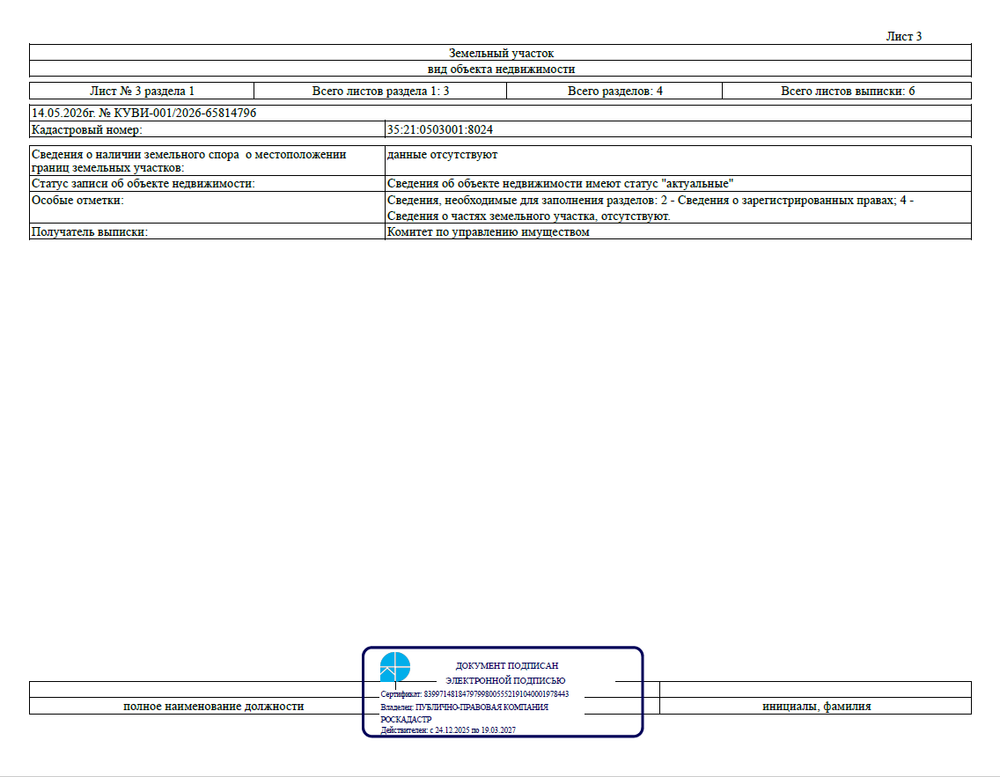 Лист 3
Земельный участок
вид объекта недвижимости
Лист № 3 раздела 1
Всего листов раздела 1: 3
Всего разделов: 4
Всего листов выписки: 6
14.05.2026г. № КУВИ-001/2026-65814796
Кадастровый номер:
35:21:0503001:8024
Сведения о наличии земельного спора о местоположении
границ земельных участков:
данные отсутствуют
Статус записи об объекте недвижимости:
Сведения об объекте недвижимости имеют статус "актуальные"
Особые отметки:
Сведения, необходимые для заполнения разделов: 2 - Сведения о зарегистрированных правах; 4 -
Сведения о частях земельного участка, отсутствуют.
Получатель выписки:
Комитет по управлению имуществом
ДОКУМЕНТ ПОДПИСАН
ЭЛЕКТРОННОЙ ПОДПИСЬЮ
Сертификат: 83997148184797998005552191040001978443
Владелец: ПУБЛИЧНО-ПРАВОВАЯ КОМПАНИЯ
РОСКАДАСТР
Действителен: с 24.12.2025 по 19.03.2027
полное наименование должности
инициалы, фамилия